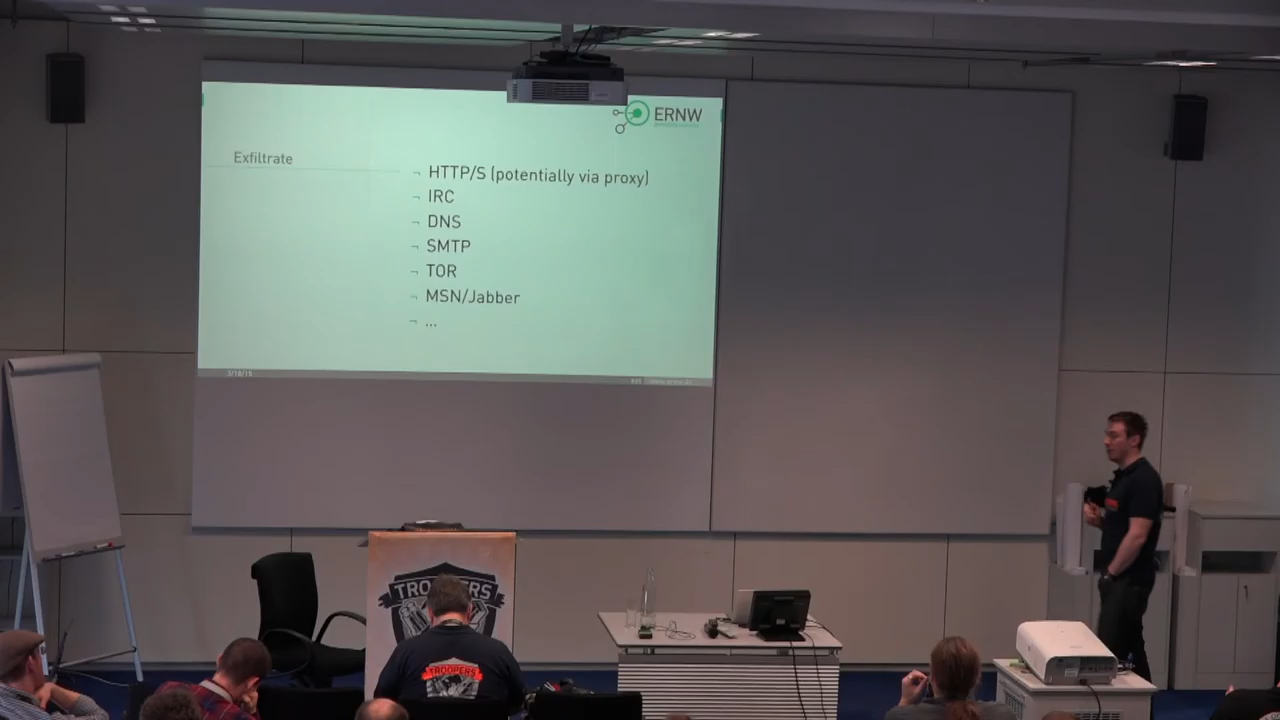 ERNW
Exfiltrate
¬ HTTP/S (potentially via proxy)
¬ IRC
¬ DNS
¬ SMTP
¬ TOR
¬ MSN/Jabber
¬ ...
TROOPERS
TROOPERS